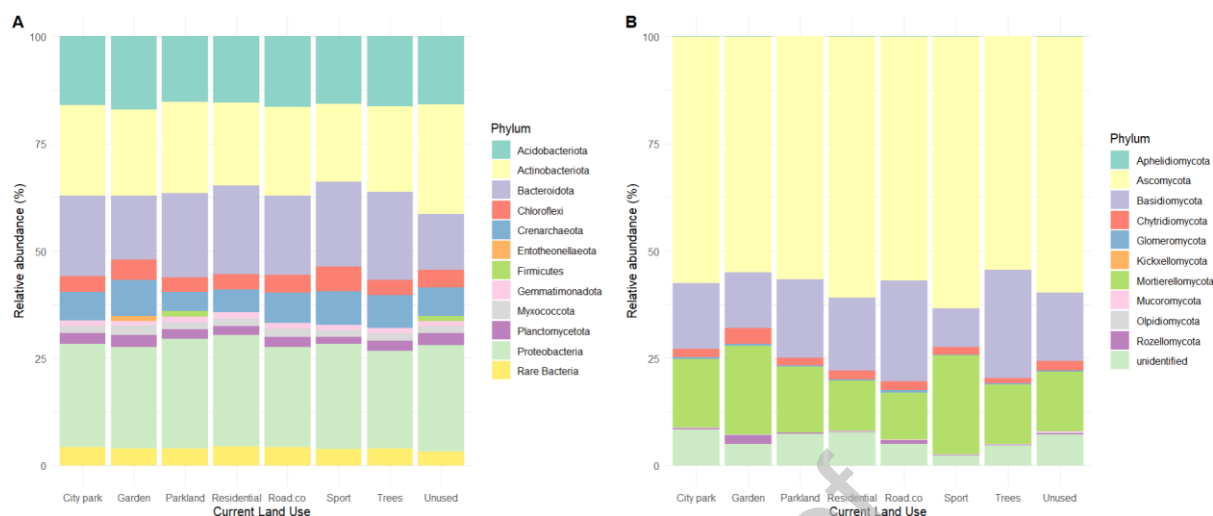 A
Relative abundance (%)
100
75
50
25
0
City park Garden Parkland Residential Road.co Sport Trees Unused
Current Land Use
Phylum
Acidobacteriota
Actinobacteriota
Bacteroidota
Chloroflexi
Crenarchaeota
Entotheonellaeota
Firmicutes
Gemmatimonadota
Myxococcota
Planctomycetota
Proteobacteria
Rare Bacteria
B
Relative abundance (%)
100
75
50
25
0
City park Garden Parkland Residential Road.co Sport Trees Unused
Current Land Use
Phylum
Aphelidiomycota
Ascomycota
Basidiomycota
Chytridiomycota
Glomeromycota
Kickxellomycota
Mortierellomycota
Mucoromycota
Olpidiomycota
Rozellomycota
unidentified